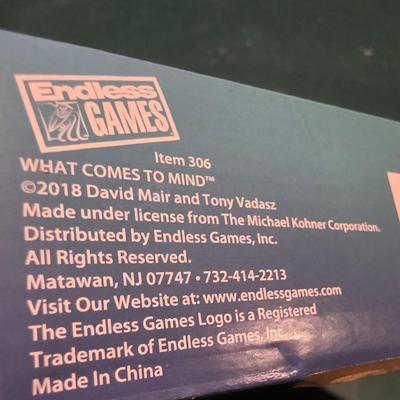 Endless
GAMES
Item 306
WHAT COMES TO MIND™
©2018 David Mair and Tony Vadasz
Made under license from The Michael Kohner Corporation.
Distributed by Endless Games, Inc.
All Rights Reserved.
Matawan, NJ 07747 • 732-414-2213
Visit Our Website at: www.endlessgames.com
The Endless Games Logo is a Registered
Trademark of Endless Games, Inc.
Made In China